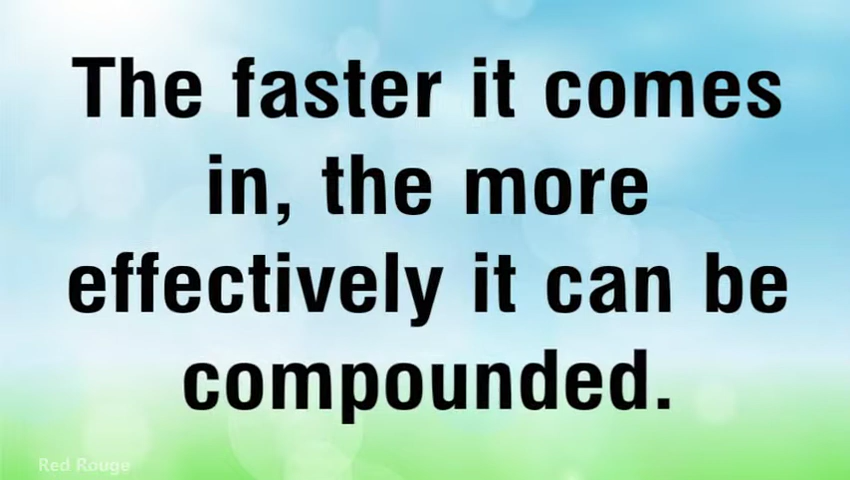 The faster it comes
in, the more
effectively it can be
compounded.
Red Rouge